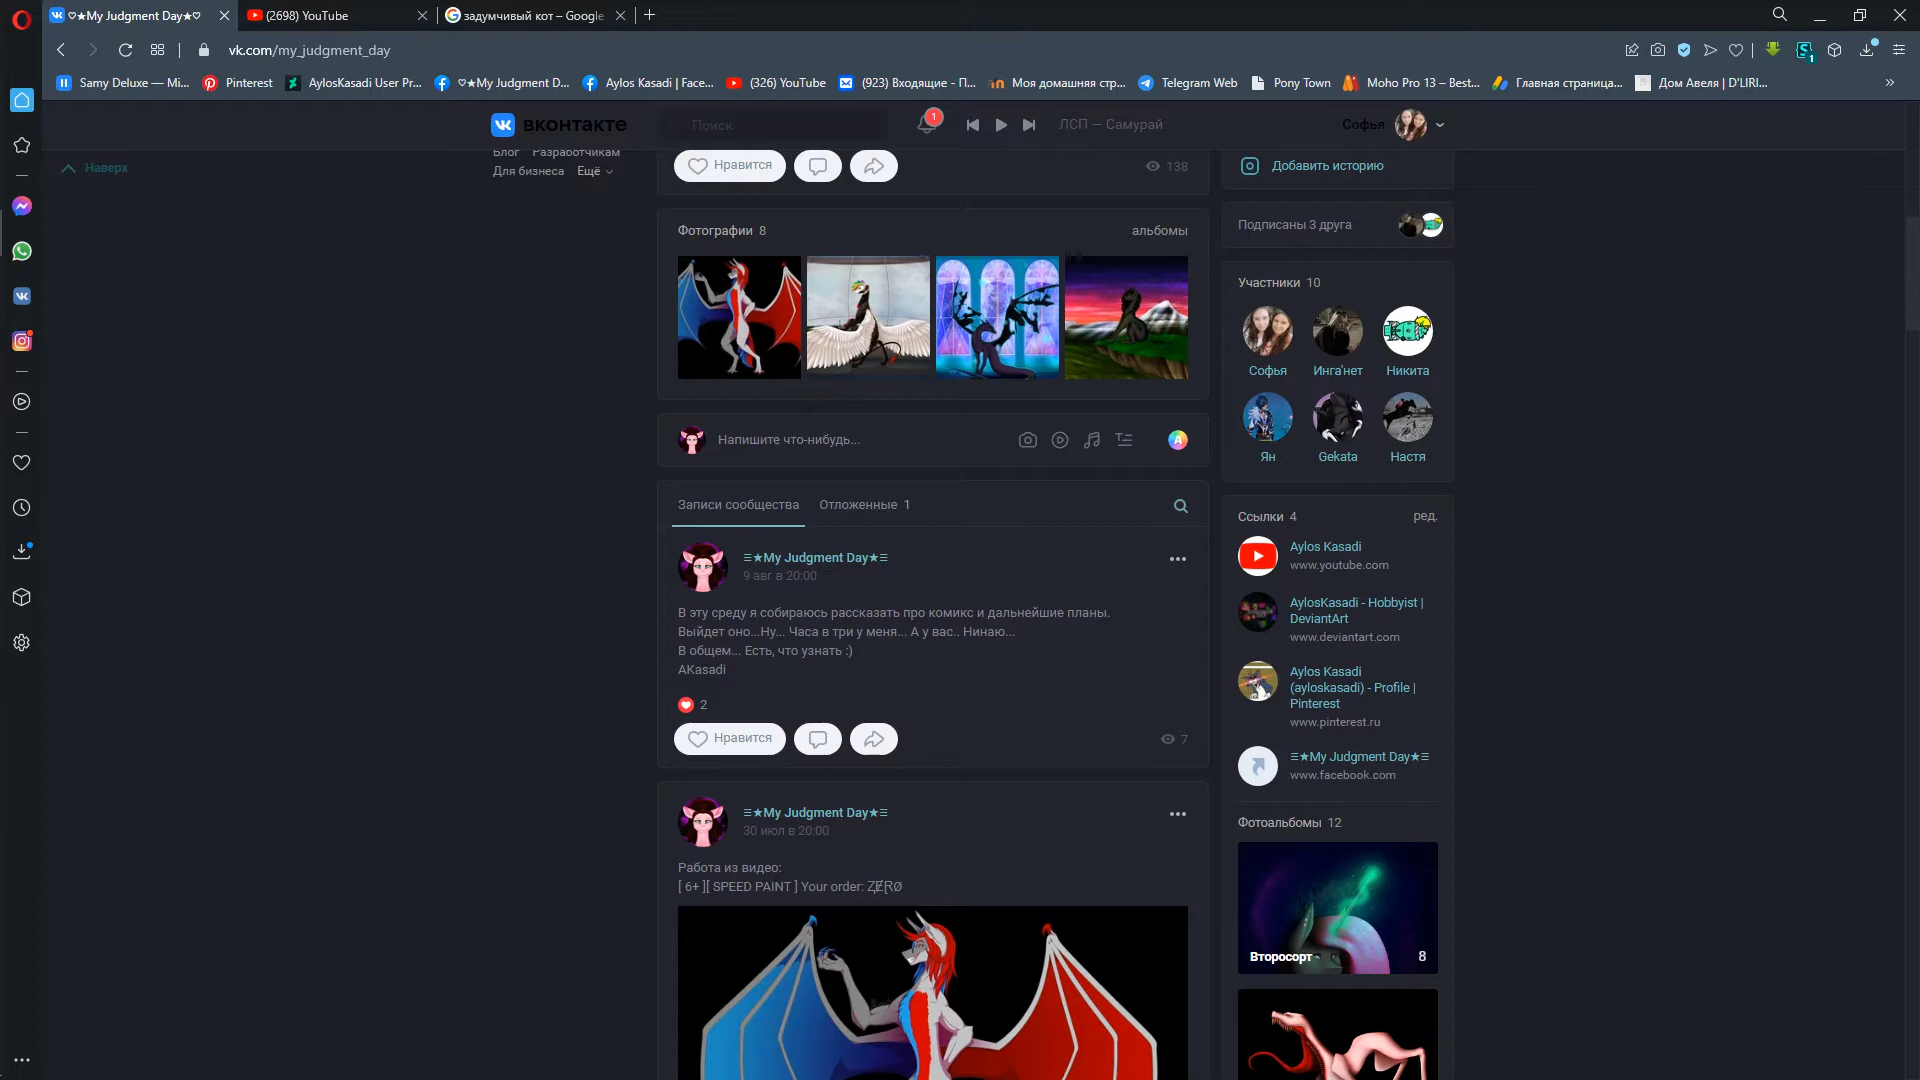 ♡★My Judgment Day★♡
(2698) YouTube
задумчивый кот – Google
vk.com/my_judgment_day
Samy Deluxe — Mi...
Pinterest
AylosKasadi User Pr...
♡★My Judgment D...
Aylos Kasadi | Face...
(326) YouTube
(923) Входящие - П...
Моя домашняя стр...
Telegram Web
Pony Town
Moho Pro 13 – Best...
Главная страница...
Дом Авеля | D'LIRI...
вконтакте
Поиск
1
ЛСП — Самурай
Софья
Наверх
Блог Разработчикам
Для бизнеса Ещё
Нравится
138
Добавить историю
Подписаны 3 друга
Фотографии 8
альбомы
Участники 10
Софья
Инга'нет
Никита
Ян
Gekata
Настя
Напишите что-нибудь...
Записи сообщества
Отложенные 1
☰★My Judgment Day★☰
9 авг в 20:00
В эту среду я собираюсь рассказать про комикс и дальнейшие планы.
Выйдет оно...Ну... Часа в три у меня... А у вас.. Нинаю...
В общем... Есть, что узнать :)
AKasadi
2
Нравится
7
Ссылки 4
ред.
Aylos Kasadi
www.youtube.com
AylosKasadi - Hobbyist |
DeviantArt
www.deviantart.com
Aylos Kasadi
(ayloskasadi) - Profile |
Pinterest
www.pinterest.ru
☰★My Judgment Day★☰
www.facebook.com
☰★My Judgment Day★☰
30 июл в 20:00
Работа из видео:
[ 6+ ][ SPEED PAINT ] Your order: ⱫɆⱤØ
Фотоальбомы 12
Второсорт
8